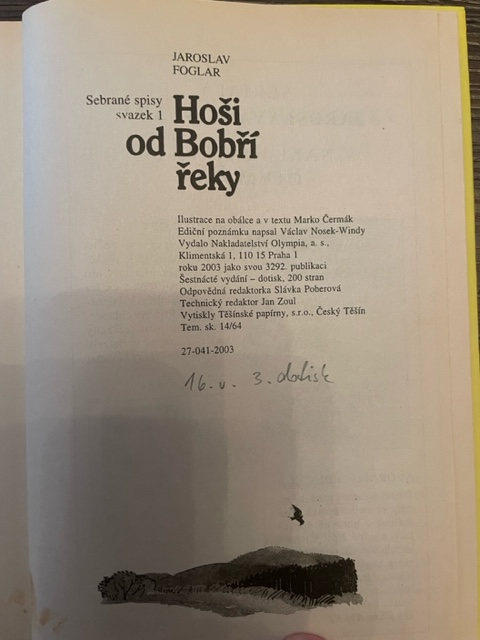 JAROSLAV
FOGLAR
Sebrané spisy
svazek 1
Hoši
od Bobří
řeky
Ilustrace na obálce a v textu Marko Čermák
Ediční poznámku napsal Václav Nosek-Windy
Vydalo Nakladatelství Olympia, a. s.,
Klimentská 1, 110 15 Praha 1
roku 2003 jako svou 3292. publikaci
Šestnácté vydání – dotisk, 200 stran
Odpovědná redaktorka Slávka Poberová
Technický redaktor Jan Zoul
Vytiskly Těšínské papírny, s.r.o., Český Těšín
Tem. sk. 14/64
27-041-2003
16. v. 3. dotisk